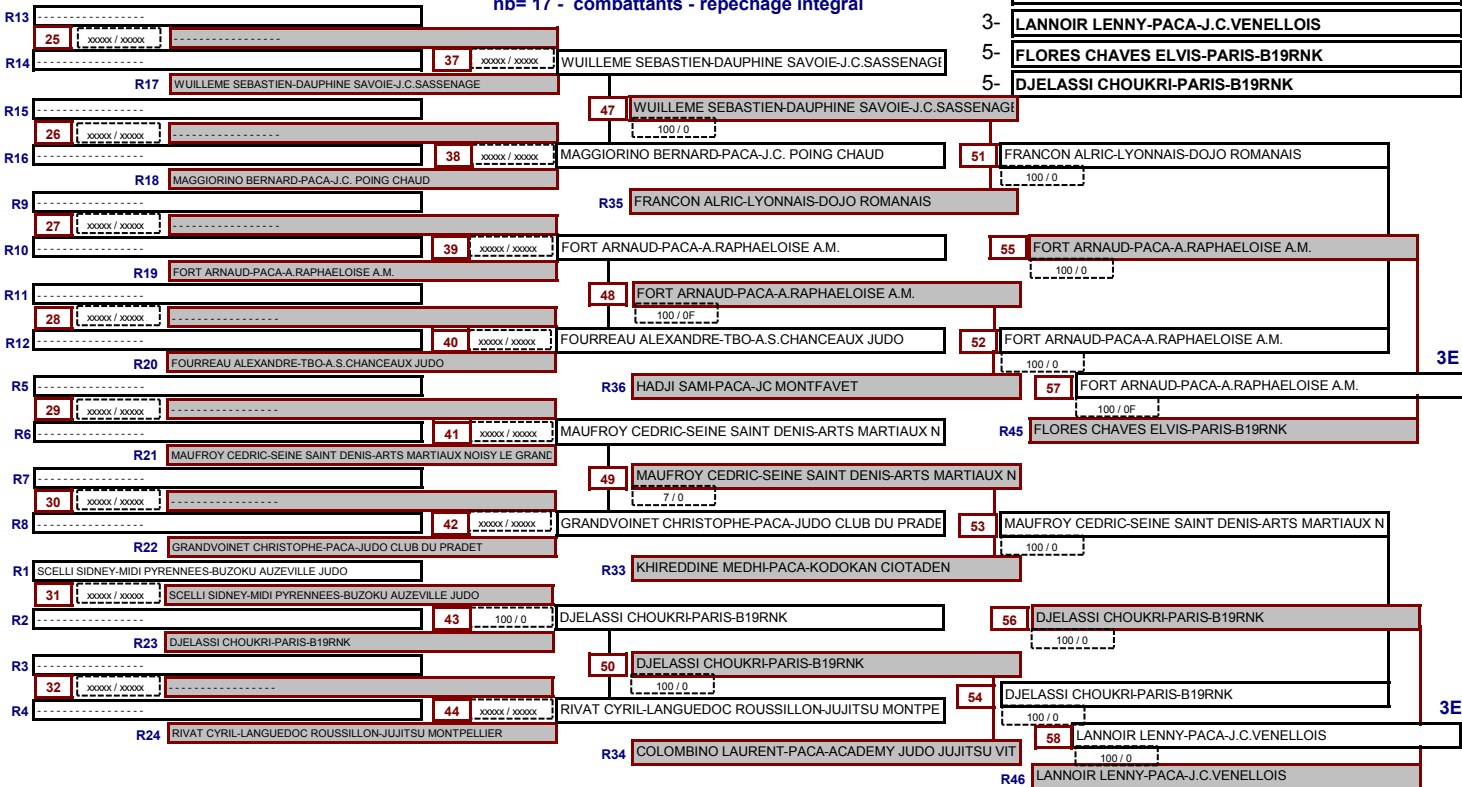 nb= 17 - combattants - repechage integral
3- LANNOIR LENNY-PACA-J.C.VENELLOIS
5- FLORES CHAVES ELVIS-PARIS-B19RNK
5- DJELASSI CHOUKRI-PARIS-B19RNK
R13 ----------------
25 xxxxx / xxxxx ----------------
R14 ----------------
37 xxxxx / xxxxx WUILLEME SEBASTIEN-DAUPHINE SAVOIE-J.C.SASSENAGE
R17 WUILLEME SEBASTIEN-DAUPHINE SAVOIE-J.C.SASSENAGE
R15 ----------------
47 WUILLEME SEBASTIEN-DAUPHINE SAVOIE-J.C.SASSENAGE
100 / 0
26 xxxxx / xxxxx ----------------
R16 ----------------
38 xxxxx / xxxxx MAGGIORINO BERNARD-PACA-J.C. POING CHAUD
51 FRANCON ALRIC-LYONNAIS-DOJO ROMANAIS
100 / 0
R18 MAGGIORINO BERNARD-PACA-J.C. POING CHAUD
R9 ----------------
R35 FRANCON ALRIC-LYONNAIS-DOJO ROMANAIS
27 xxxxx / xxxxx ----------------
R10 ----------------
39 xxxxx / xxxxx FORT ARNAUD-PACA-A.RAPHAELOISE A.M.
55 FORT ARNAUD-PACA-A.RAPHAELOISE A.M.
100 / 0
R19 FORT ARNAUD-PACA-A.RAPHAELOISE A.M.
R11 ----------------
48 FORT ARNAUD-PACA-A.RAPHAELOISE A.M.
100 / 0F
28 xxxxx / xxxxx ----------------
R12 ----------------
40 xxxxx / xxxxx FOURREAU ALEXANDRE-TBO-A.S.CHANCEAUX JUDO
52 FORT ARNAUD-PACA-A.RAPHAELOISE A.M.
100 / 0
3E
R20 FOURREAU ALEXANDRE-TBO-A.S.CHANCEAUX JUDO
R5 ----------------
R36 HADJI SAMI-PACA-JC MONTFAVET
57 FORT ARNAUD-PACA-A.RAPHAELOISE A.M.
100 / 0F
29 xxxxx / xxxxx ----------------
R6 ----------------
41 xxxxx / xxxxx MAUFROY CEDRIC-SEINE SAINT DENIS-ARTS MARTIAUX N
R45 FLORES CHAVES ELVIS-PARIS-B19RNK
R21 MAUFROY CEDRIC-SEINE SAINT DENIS-ARTS MARTIAUX NOISY LE GRAND
R7 ----------------
49 MAUFROY CEDRIC-SEINE SAINT DENIS-ARTS MARTIAUX N
7 / 0
30 xxxxx / xxxxx ----------------
R8 ----------------
42 xxxxx / xxxxx GRANDVOINET CHRISTOPHE-PACA-JUDO CLUB DU PRADE
53 MAUFROY CEDRIC-SEINE SAINT DENIS-ARTS MARTIAUX N
100 / 0
R22 GRANDVOINET CHRISTOPHE-PACA-JUDO CLUB DU PRADET
R1 SCELLI SIDNEY-MIDI PYRENNEES-BUZOKU AUZEVILLE JUDO
R33 KHIREDDINE MEDHI-PACA-KODOKAN CIOTADEN
31 xxxxx / xxxxx SCELLI SIDNEY-MIDI PYRENNEES-BUZOKU AUZEVILLE JUDO
R2 ----------------
43 100 / 0 DJELASSI CHOUKRI-PARIS-B19RNK
56 DJELASSI CHOUKRI-PARIS-B19RNK
100 / 0
R23 DJELASSI CHOUKRI-PARIS-B19RNK
R3 ----------------
50 DJELASSI CHOUKRI-PARIS-B19RNK
100 / 0
32 xxxxx / xxxxx ----------------
54 DJELASSI CHOUKRI-PARIS-B19RNK
100 / 0
R4 ----------------
44 xxxxx / xxxxx RIVAT CYRIL-LANGUEDOC ROUSSILLON-JUJITSU MONTPE
3E
R24 RIVAT CYRIL-LANGUEDOC ROUSSILLON-JUJITSU MONTPELLIER
58 LANNOIR LENNY-PACA-J.C.VENELLOIS
100 / 0
R34 COLOMBINO LAURENT-PACA-ACADEMY JUDO JUJITSU VIT
R46 LANNOIR LENNY-PACA-J.C.VENELLOIS